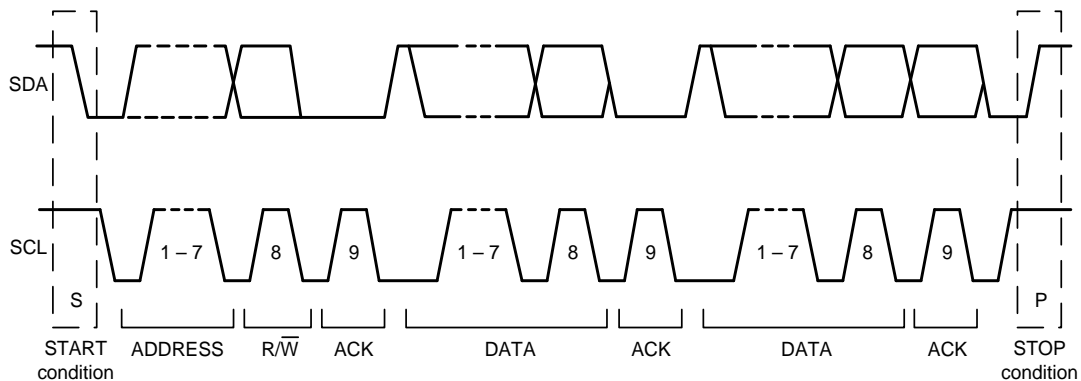 SDA
SCL
1 – 7
8
9
1 – 7
8
9
1 – 7
8
9
S
P
START
condition
ADDRESS
R/W̅
ACK
DATA
ACK
DATA
ACK
STOP
condition